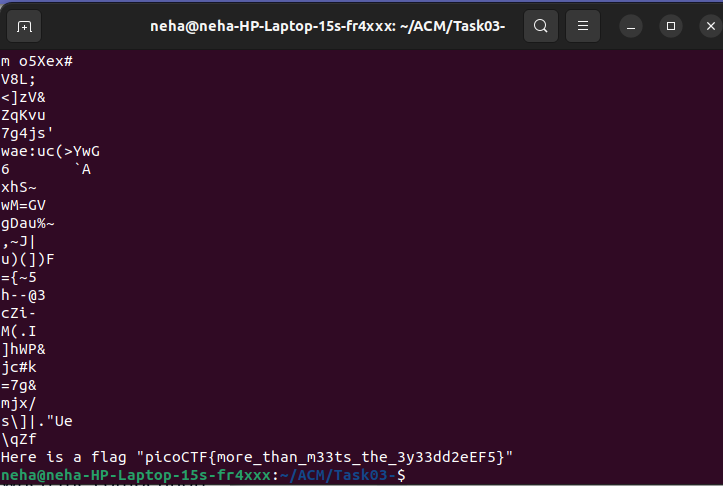 neha@neha-HP-Laptop-15s-fr4xxx: ~/ACM/Task03-
m o5Xex#
V8L;
<]zV&
ZqKvu
7g4js'
wae:uc(>YwG
6       `A
xhS~
wM=GV
gDau%~
,~J|
u)(])F
={~5
h--@3
cZi-
M(.I
]hWP&
jc#k
=7g&
mjx/
s\]|."Ue
\qZf
Here is a flag "picoCTF{more_than_m33ts_the_3y33dd2eEF5}"
neha@neha-HP-Laptop-15s-fr4xxx:~/ACM/Task03-$